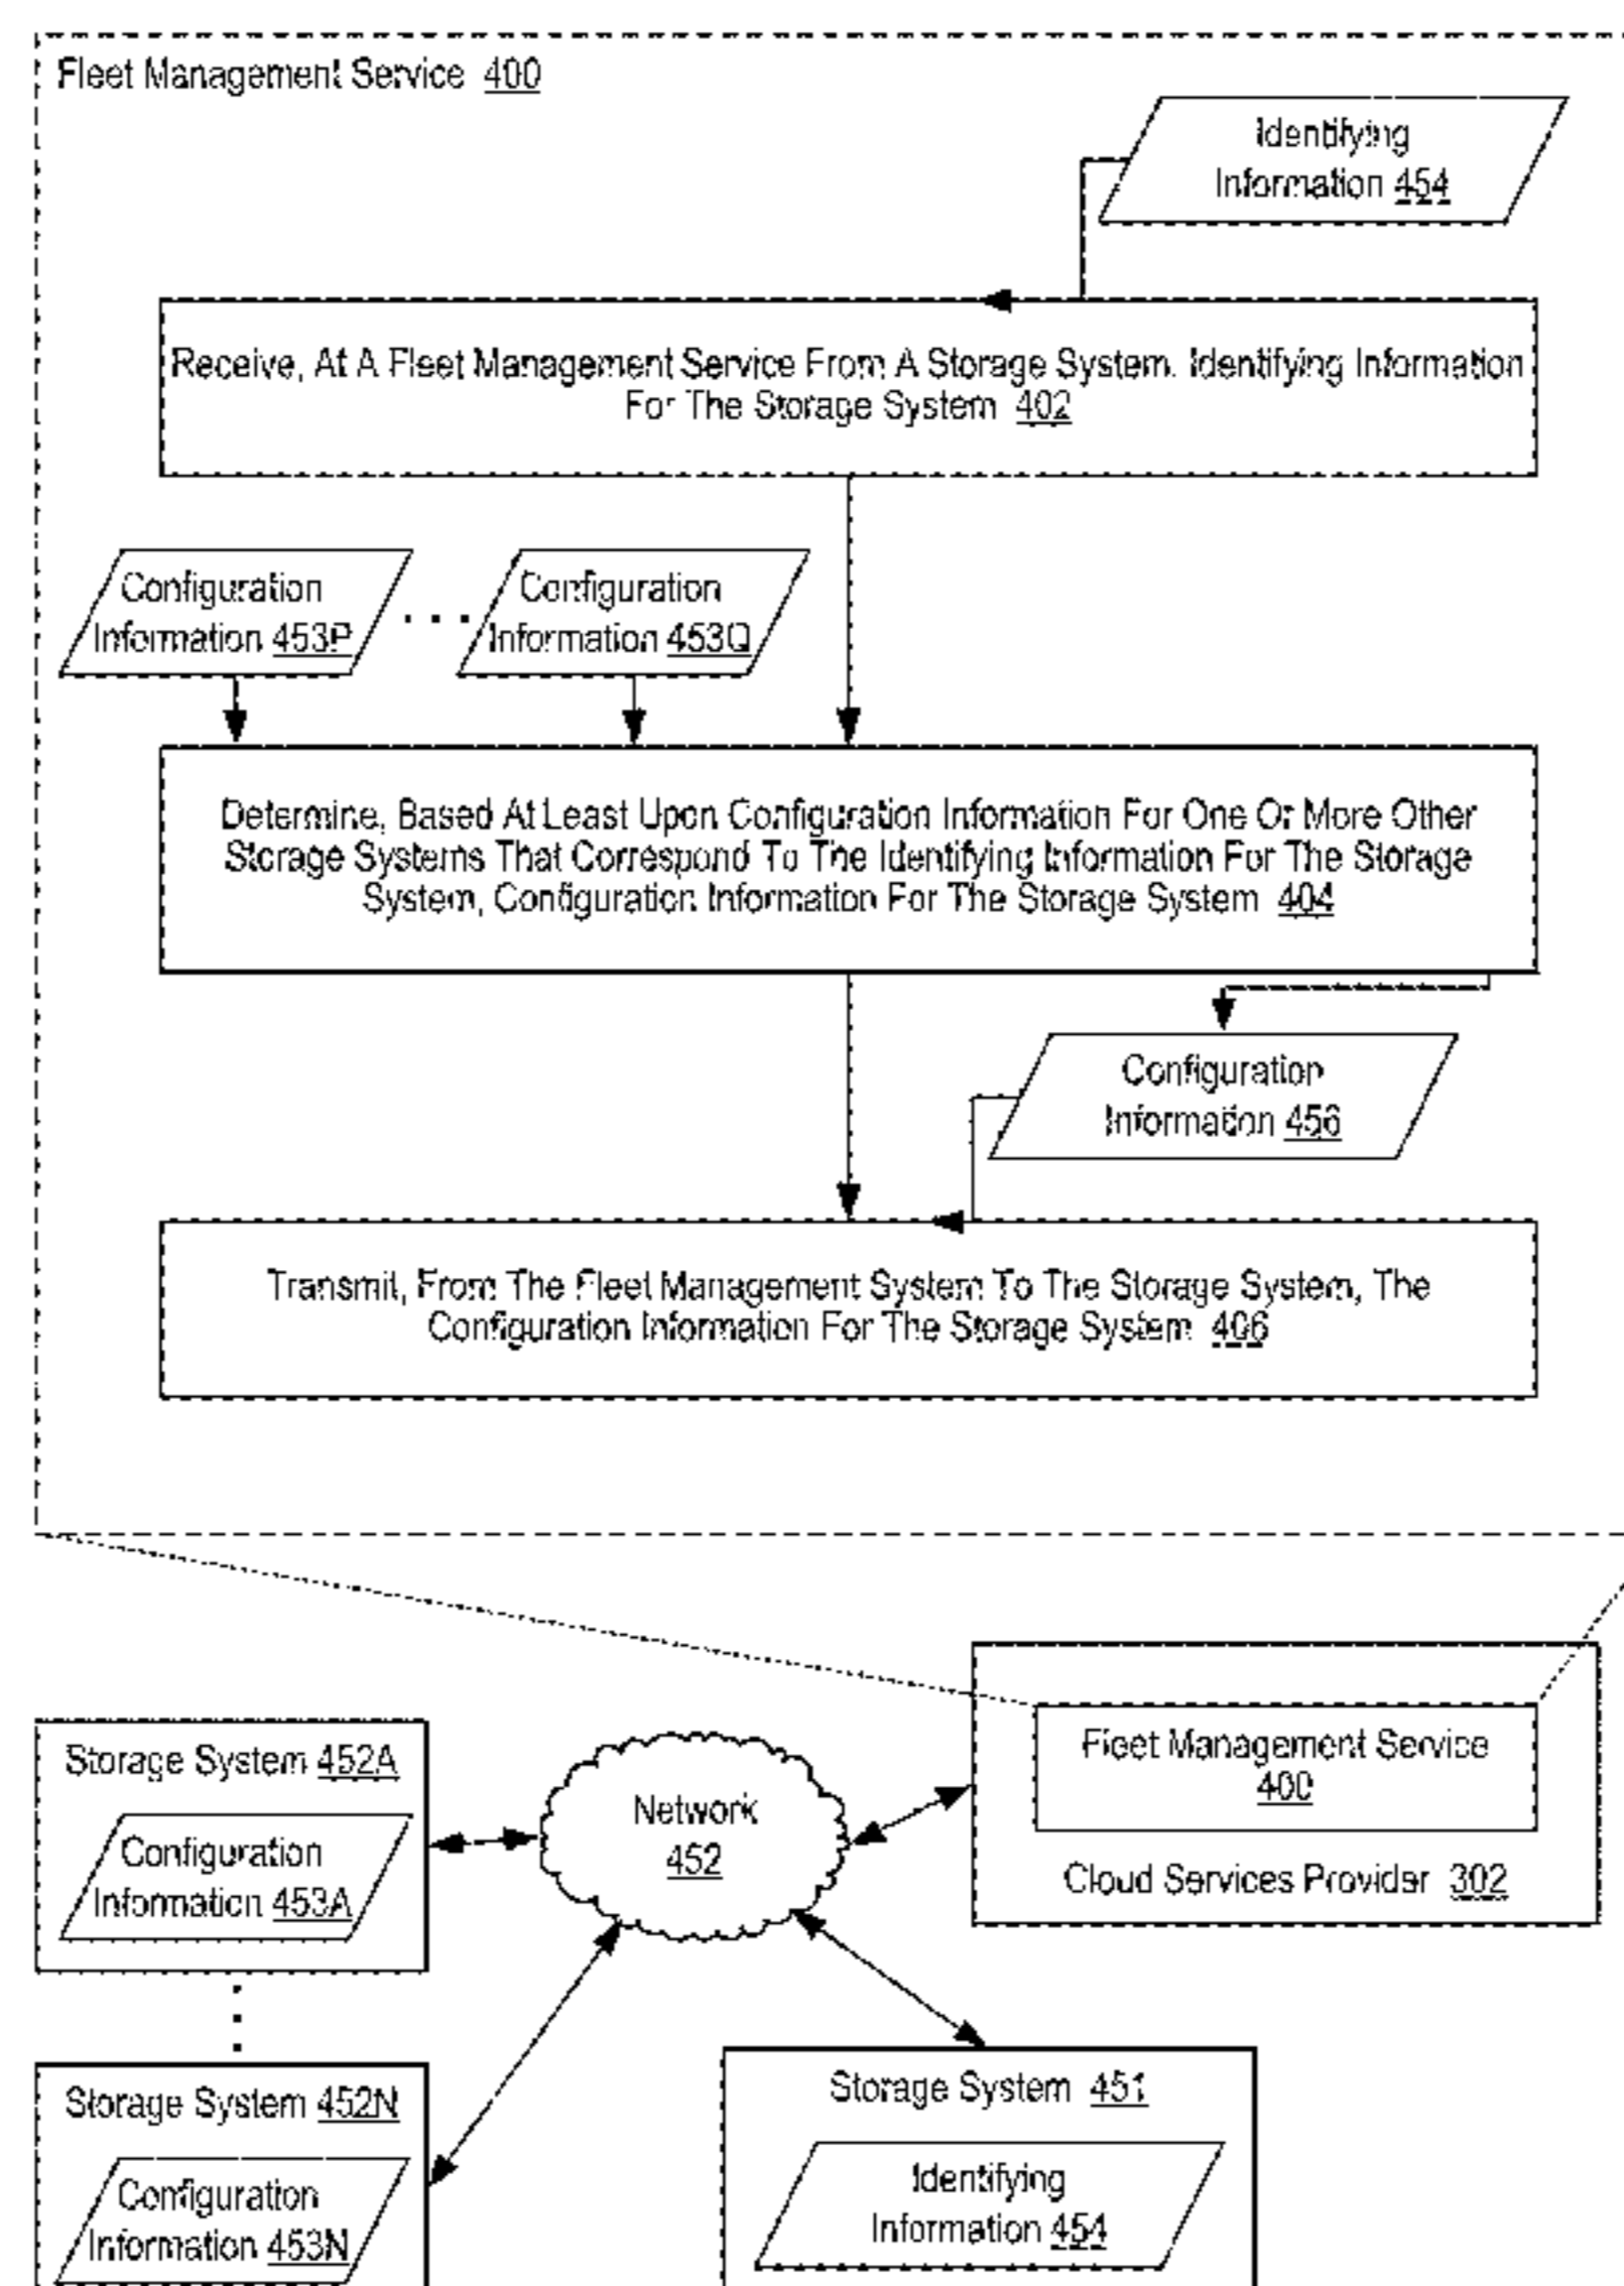 Fleet Management Service 400
Identifying
Information 454
Receive, At A Fleet Management Service From A Storage System, Identifying Information
For The Storage System 402
Configuration
Information 453P
. . .
Configuration
Information 453Q
Determine, Based At Least Upon Configuration Information For One Or More Other
Storage Systems That Correspond To The Identifying Information For The Storage
System, Configuration Information For The Storage System 404
Configuration
Information 456
Transmit, From The Fleet Management System To The Storage System, The
Configuration Information For The Storage System 406
Fleet Management Service
400
Cloud Services Provider 302
Network
452
Storage System 452A
Configuration
Information 453A
Storage System 452N
Configuration
Information 453N
Storage System 451
Identifying
Information 454